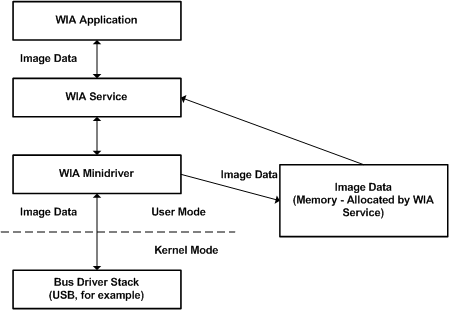 WIA Application
Image Data
WIA Service
WIA Minidriver
Image Data
Image Data
(Memory - Allocated by WIA
Service)
Image Data
User Mode
Kernel Mode
Bus Driver Stack
(USB, for example)